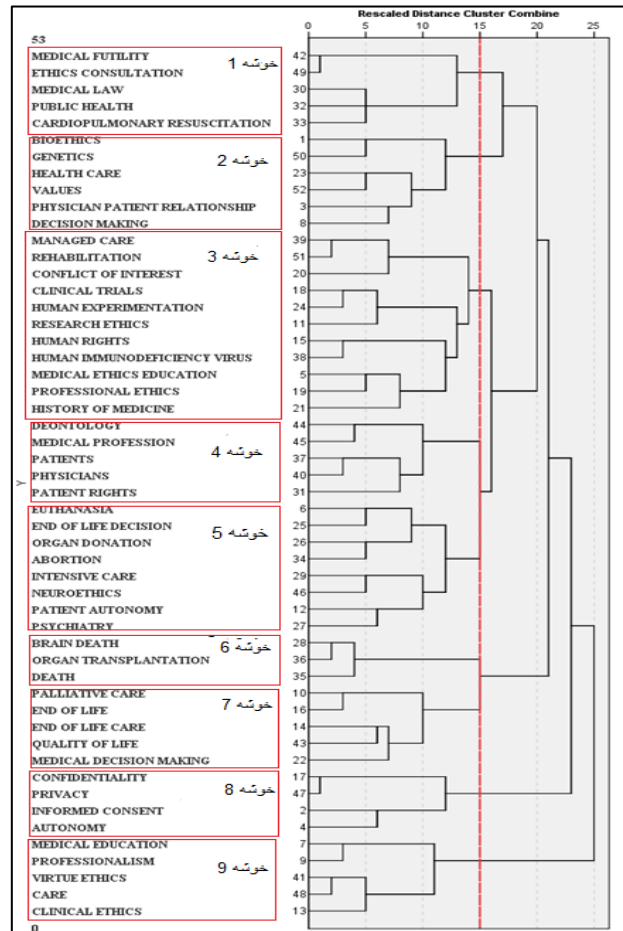 Rescaled Distance Cluster Combine
0 5 10 15 20 25
53
MEDICAL FUTILITY 42
خوشه 1
ETHICS CONSULTATION 49
MEDICAL LAW 30
PUBLIC HEALTH 32
CARDIOPULMONARY RESUSCITATION 33
BIOETHICS 1
GENETICS 50
خوشه 2
HEALTH CARE 23
VALUES 52
PHYSICIAN PATIENT RELATIONSHIP 3
DECISION MAKING 8
MANAGED CARE 39
REHABILITATION 51
خوشه 3
CONFLICT OF INTEREST 20
CLINICAL TRIALS 18
HUMAN EXPERIMENTATION 24
RESEARCH ETHICS 11
HUMAN RIGHTS 15
HUMAN IMMUNODEFICIENCY VIRUS 38
MEDICAL ETHICS EDUCATION 5
PROFESSIONAL ETHICS 19
HISTORY OF MEDICINE 21
DEONTOLOGY 44
MEDICAL PROFESSION 45
خوشه 4
PATIENTS 37
PHYSICIANS 40
PATIENT RIGHTS 31
Y
EUTHANASIA 6
END OF LIFE DECISION 25
خوشه 5
ORGAN DONATION 26
ABORTION 34
INTENSIVE CARE 29
NEUROETHICS 46
PATIENT AUTONOMY 12
PSYCHIATRY 27
BRAIN DEATH 28
خوشه 6
ORGAN TRANSPLANTATION 36
DEATH 35
PALLIATIVE CARE 10
خوشه 7
END OF LIFE 16
END OF LIFE CARE 14
QUALITY OF LIFE 43
MEDICAL DECISION MAKING 22
CONFIDENTIALITY 17
خوشه 8
PRIVACY 47
INFORMED CONSENT 2
AUTONOMY 4
MEDICAL EDUCATION 7
PROFESSIONALISM 9
خوشه 9
VIRTUE ETHICS 41
CARE 48
CLINICAL ETHICS 13
0